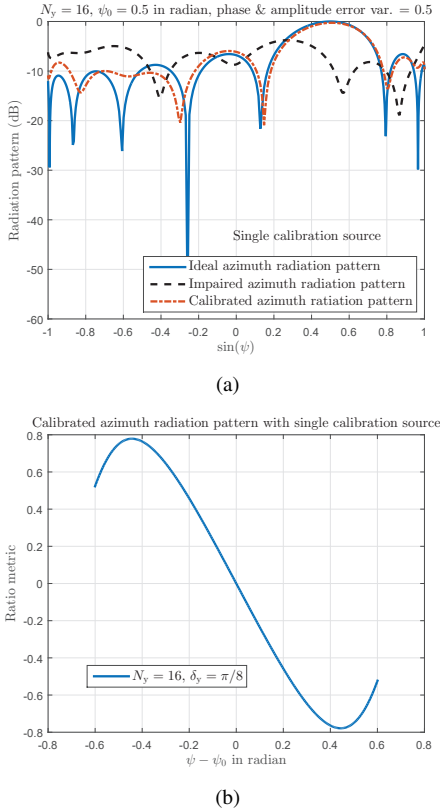 N_y = 16, ψ_0 = 0.5 in radian, phase & amplitude error var. = 0.5
Radiation pattern (dB)
0
-10
-20
-30
-40
-50
-60
Single calibration source
Ideal azimuth radiation pattern
Impaired azimuth radiation pattern
Calibrated azimuth ratiation pattern
-1 -0.8 -0.6 -0.4 -0.2 0 0.2 0.4 0.6 0.8 1
sin(ψ)
(a)
Calibrated azimuth radiation pattern with single calibration source
Ratio metric
0.8
0.6
0.4
0.2
0
-0.2
-0.4
-0.6
-0.8
N_y = 16, δ_y = π/8
-0.8 -0.6 -0.4 -0.2 0 0.2 0.4 0.6 0.8
ψ − ψ_0 in radian
(b)